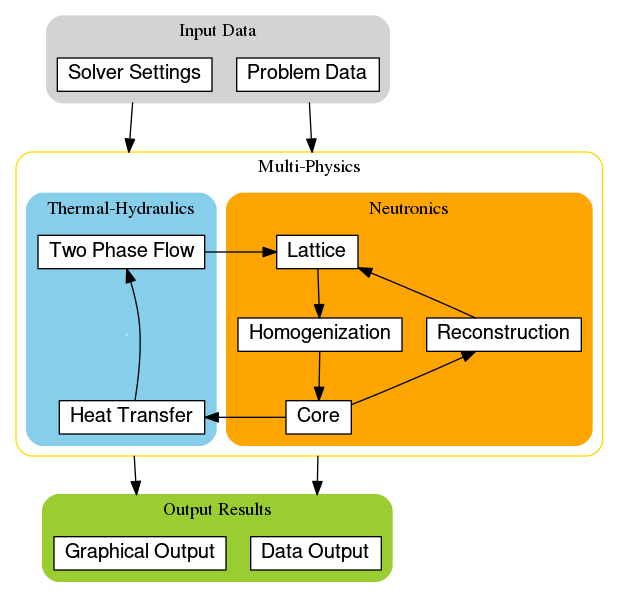 Input Data
Solver Settings
Problem Data
Multi-Physics
Thermal-Hydraulics
Neutronics
Two Phase Flow
Lattice
Homogenization
Reconstruction
Heat Transfer
Core
Output Results
Graphical Output
Data Output